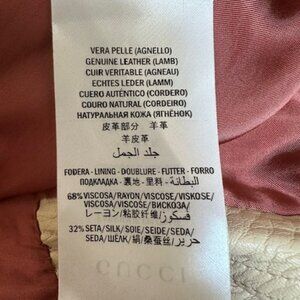 VERA PELLE (AGNELLO)
GENUINE LEATHER (LAMB)
CUIR VERITABLE (AGNEAU)
ECHTES LEDER (LAMM)
CUERO AUTÉNTICO (CORDERO)
COURO NATURAL (CORDEIRO)
НАТУРАЛЬНАЯ КОЖА (ЯГНЁНОК)
皮革部分 羊革
羊皮革
جلد الجمل
FODERA - LINING - DOUBLURE - FUTTER - FORRO
ПОДКЛАДКА - 裏地 - 里料 - البطانة
68% VISCOSA/RAYON/VISCOSE/VISKOSE/
VISCOSA/VISCOSE/ВИСКОЗА/
レーヨン/粘胶纤维/فسكوز
32% SETA/SILK/SOIE/SEIDE/SEDA/
SEDA/ШЁЛК/絹/桑蚕丝/حرير
GUCCI